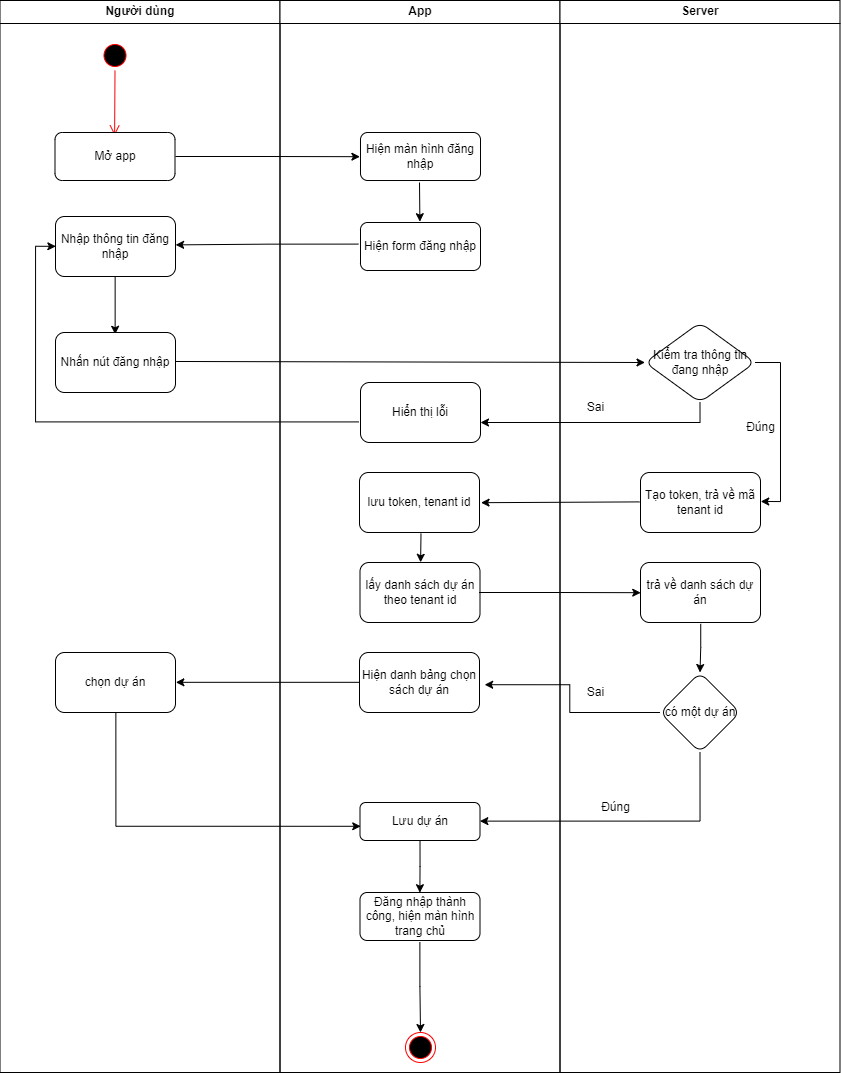 Người dùng
App
Server
Mở app
Hiện màn hình đăng
nhập
Nhập thông tin đăng
nhập
Hiện form đăng nhập
Nhấn nút đăng nhập
Kiểm tra thông tin
đang nhập
Hiển thị lỗi
Sai
Đúng
lưu token, tenant id
Tạo token, trả về mã
tenant id
lấy danh sách dự án
theo tenant id
trả về danh sách dự
án
chọn dự án
Hiện danh bảng chọn
sách dự án
Sai
có một dự án
Lưu dự án
Đúng
Đăng nhập thành
công, hiện màn hình
trang chủ